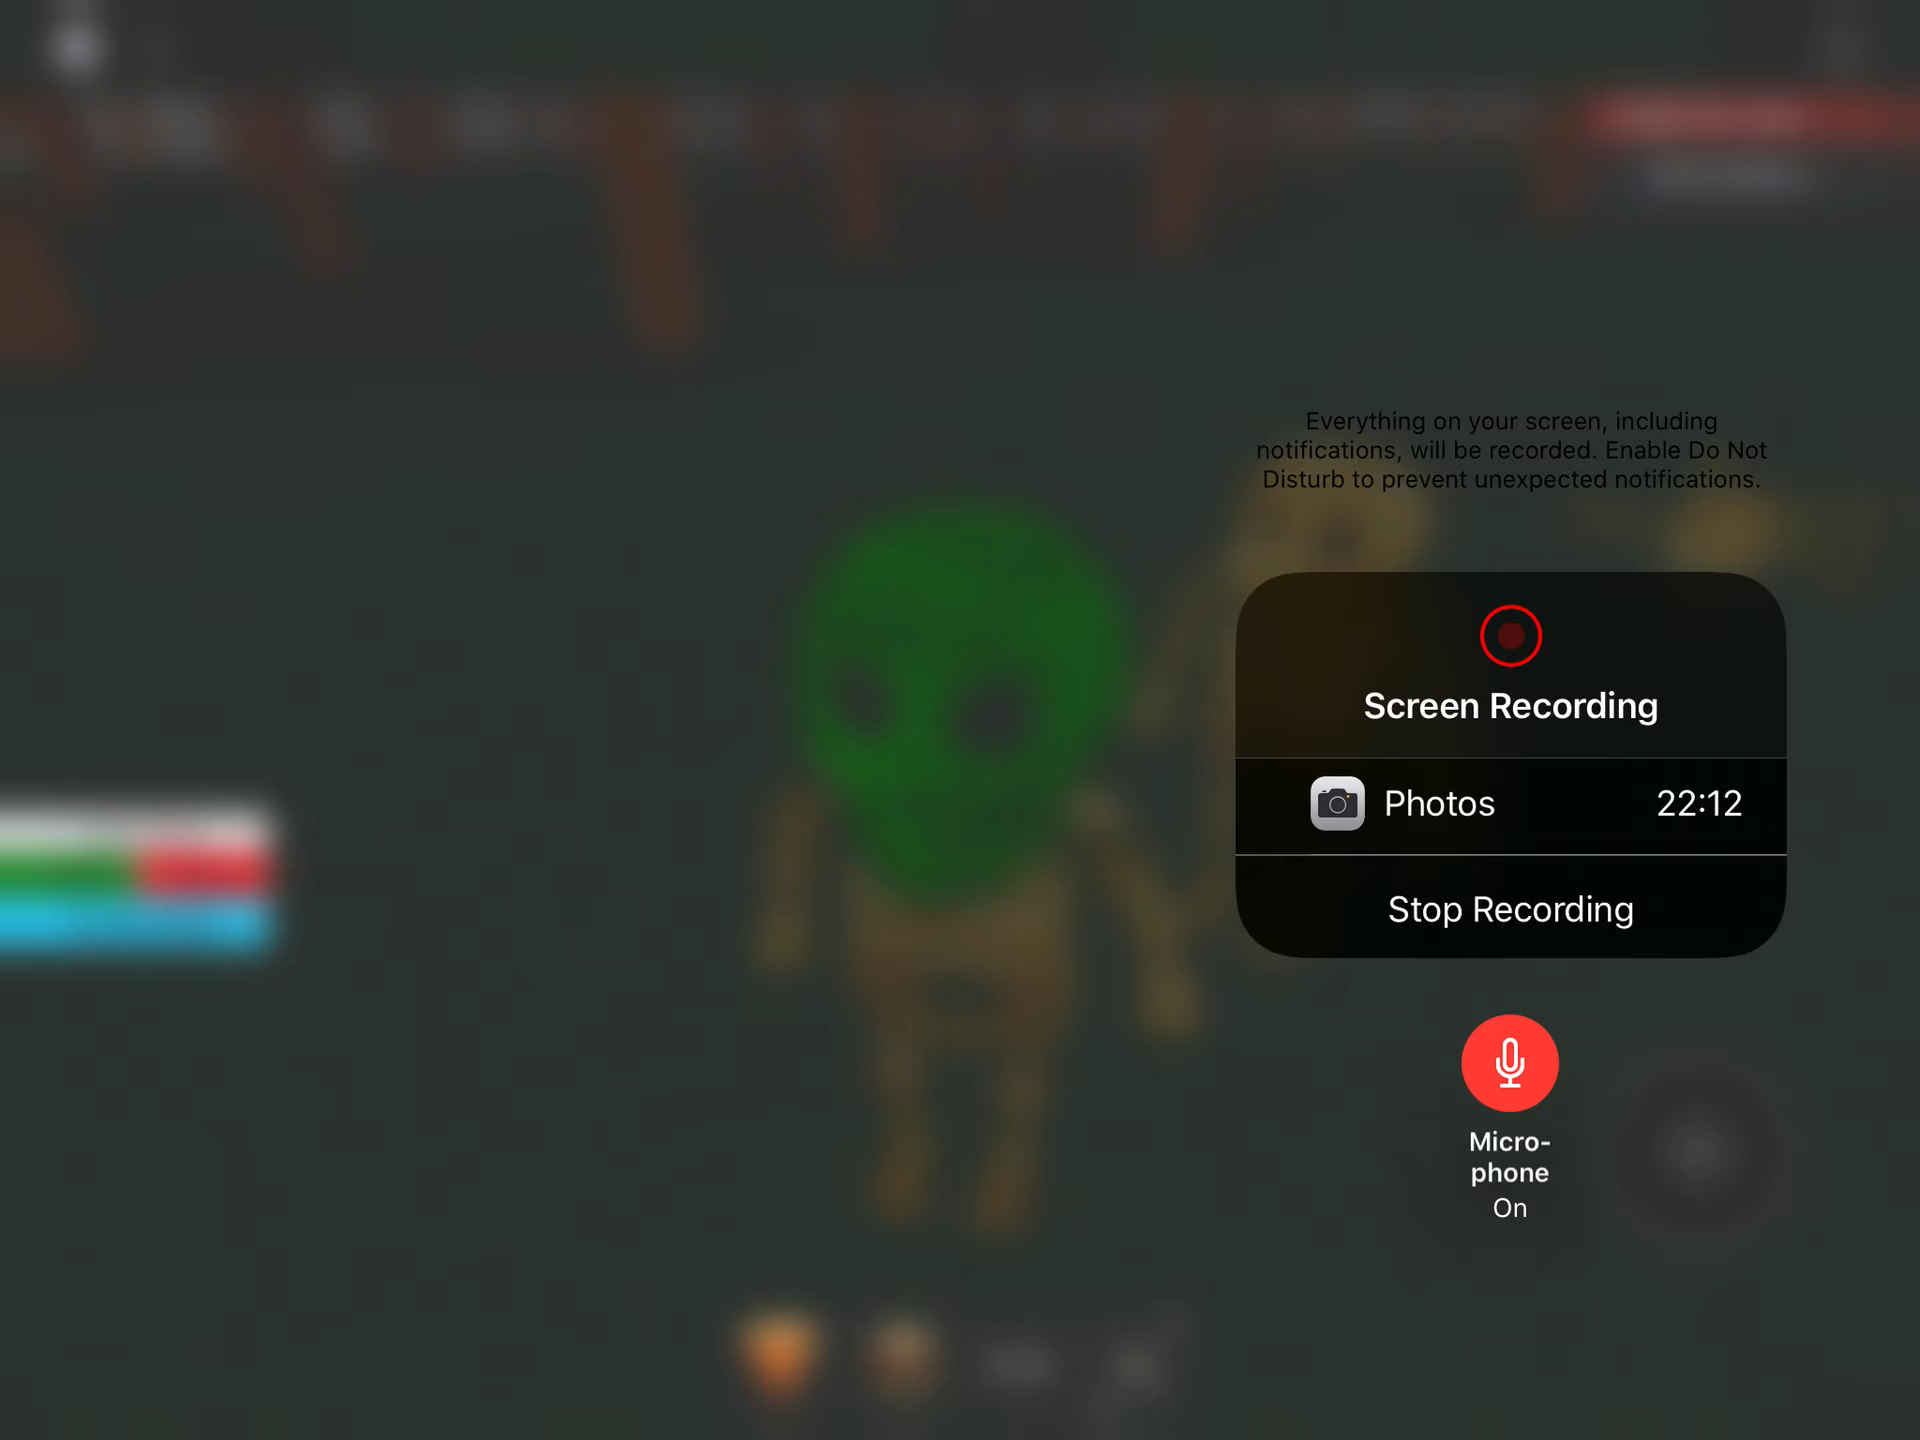 Everything on your screen, including
notifications, will be recorded. Enable Do Not
Disturb to prevent unexpected notifications.
Screen Recording
Photos 22:12
Stop Recording
Micro-
phone
On